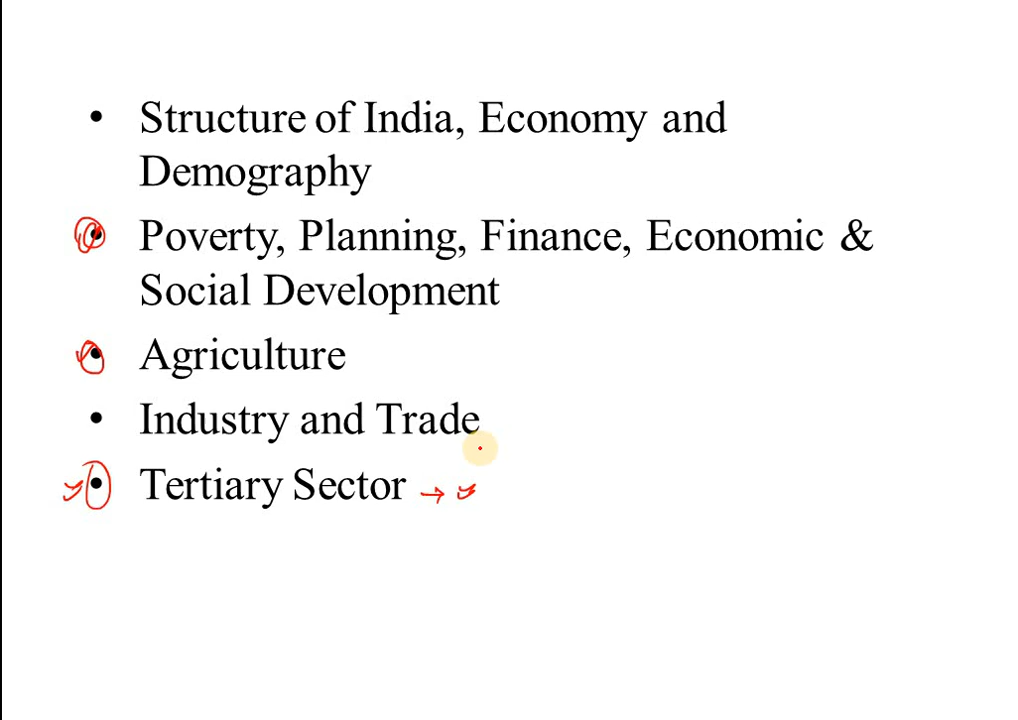 • Structure of India, Economy and
Demography
• Poverty, Planning, Finance, Economic &
Social Development
• Agriculture
• Industry and Trade
• Tertiary Sector →